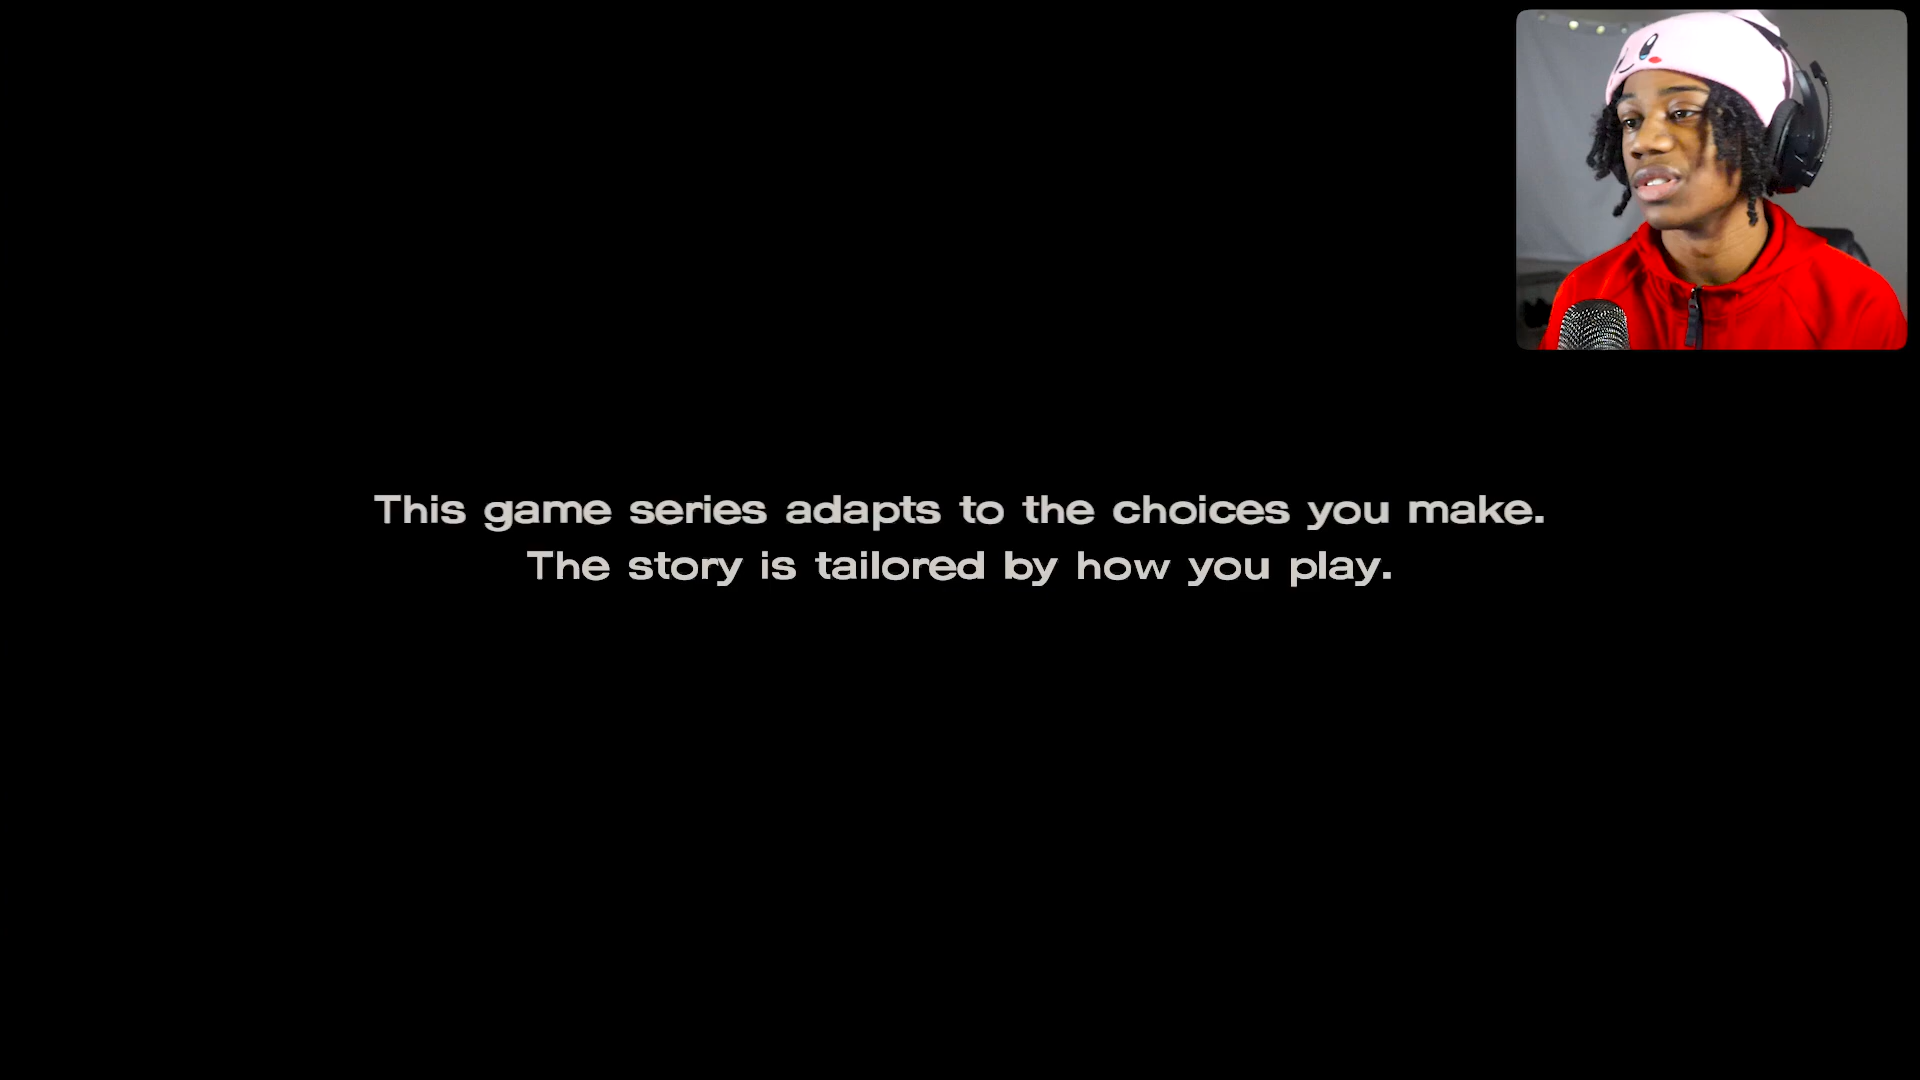 This game series adapts to the choices you make.
The story is tailored by how you play.